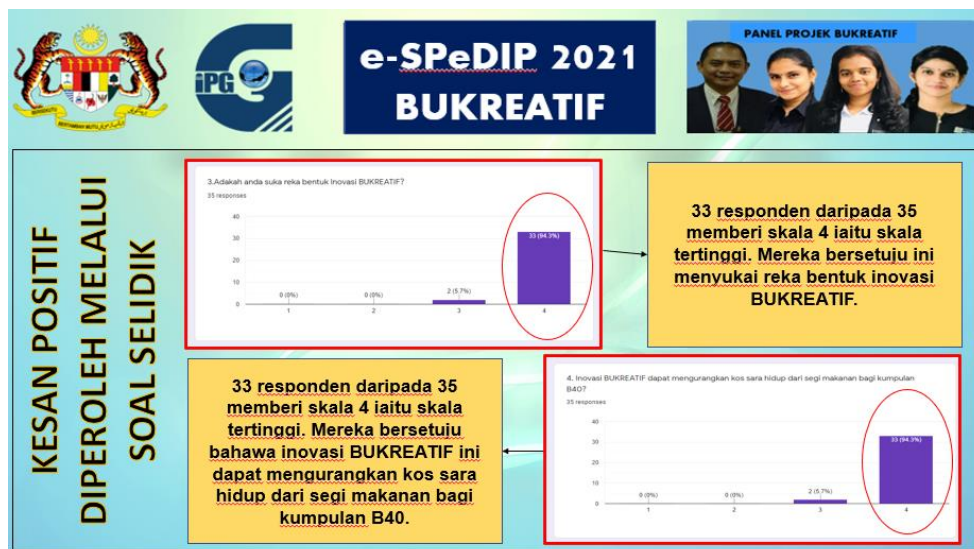 iPG
e-SPeDIP 2021
BUKREATIF
PANEL PROJEK BUKREATIF
KESAN POSITIF
DIPEROLEH MELALUI
SOAL SELIDIK
3.Adakah anda suka reka bentuk Inovasi BUKREATIF?
35 responses
40
30
20
10
0
0 (0%)
0 (0%)
2 (5.7%)
33 (94.3%)
1
2
3
4
33 responden daripada 35
memberi skala 4 iaitu skala
tertinggi. Mereka bersetuju ini
menyukai reka bentuk inovasi
BUKREATIF.
33 responden daripada 35
memberi skala 4 iaitu skala
tertinggi. Mereka bersetuju
bahawa inovasi BUKREATIF ini
dapat mengurangkan kos sara
hidup dari segi makanan bagi
kumpulan B40.
4. Inovasi BUKREATIF dapat mengurangkan kos sara hidup dari segi makanan bagi kumpulan
B40?
35 responses
40
30
20
10
0
0 (0%)
0 (0%)
2 (5.7%)
33 (94.3%)
1
2
3
4